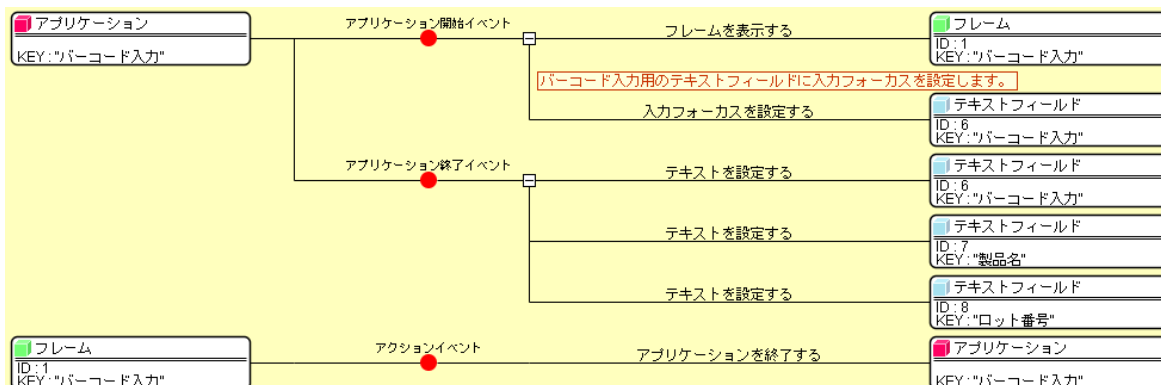 アプリケーション
KEY:"バーコード入力"
アプリケーション開始イベント
フレームを表示する
フレーム
ID:1
KEY:"バーコード入力"
バーコード入力用のテキストフィールドに入力フォーカスを設定します。
入力フォーカスを設定する
テキストフィールド
ID:6
KEY:"バーコード入力"
アプリケーション終了イベント
テキストを設定する
テキストフィールド
ID:6
KEY:"バーコード入力"
テキストを設定する
テキストフィールド
ID:7
KEY:"製品名"
テキストを設定する
テキストフィールド
ID:8
KEY:"ロット番号"
フレーム
ID:1
KEY:"バーコード入力"
アクションイベント
アプリケーションを終了する
アプリケーション
KEY:"バーコード入力"